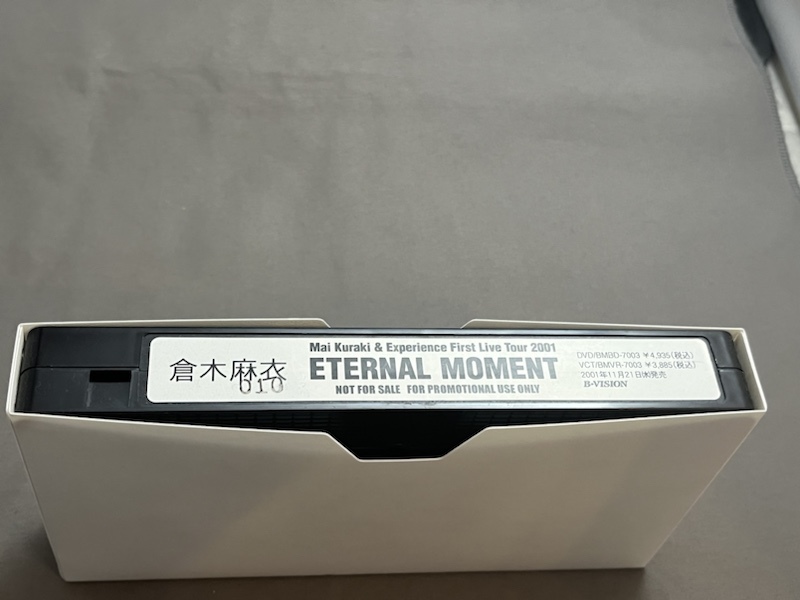 倉木麻衣
010
Mai Kuraki & Experience First Live Tour 2001
ETERNAL MOMENT
NOT FOR SALE FOR PROMOTIONAL USE ONLY
DVD/BMBD-7003 ¥4,935(税込)
VCT/BMVR-7003 ¥3,885(税込)
2001年11月21日㈬発売
B-VISION